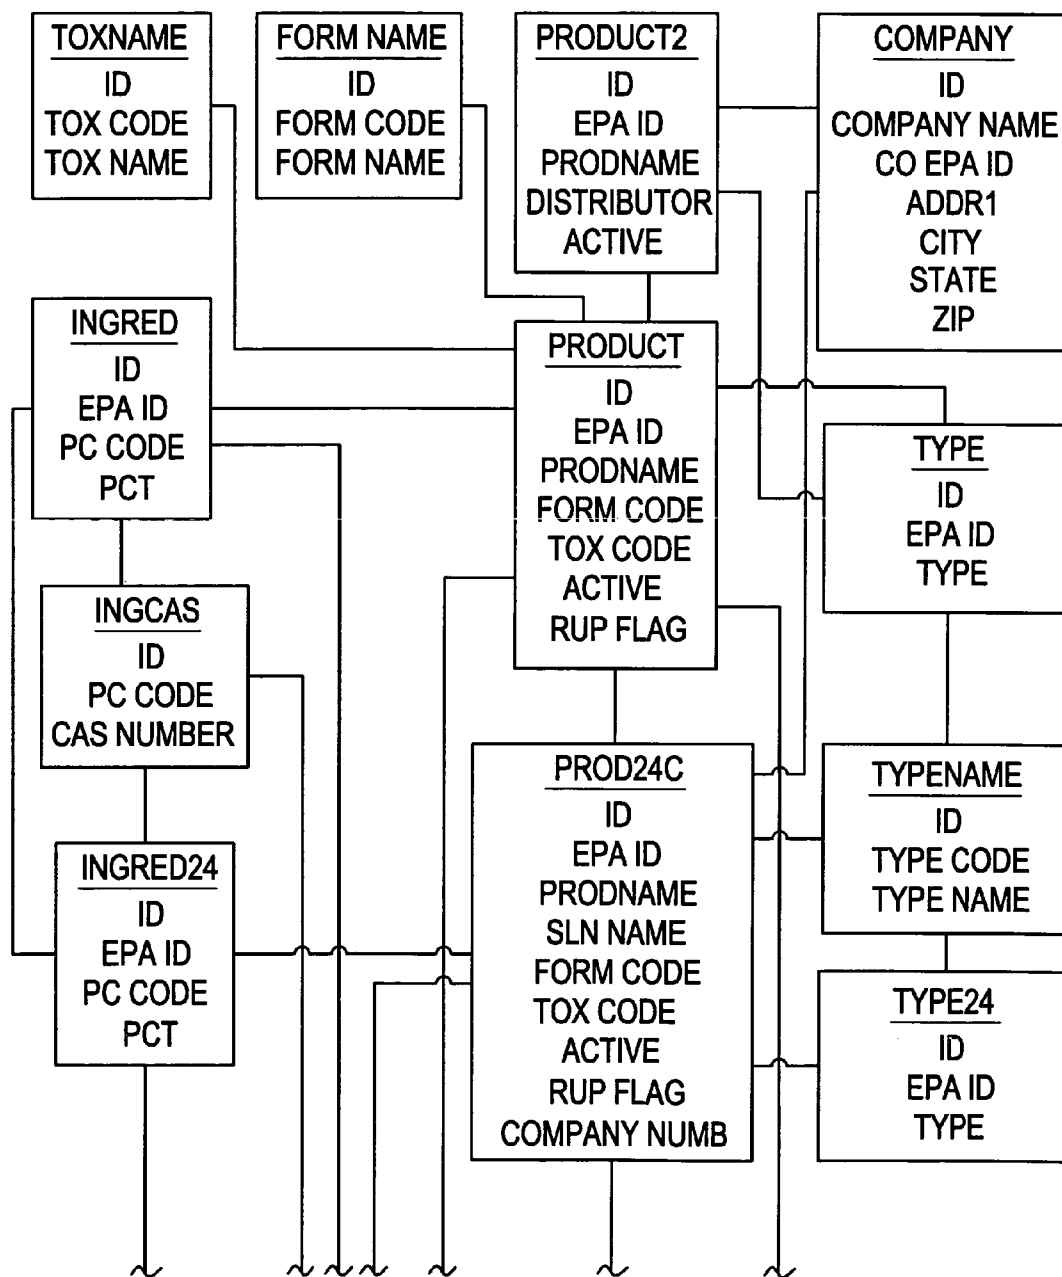 TOXNAME
ID
TOX CODE
TOX NAME
FORM NAME
ID
FORM CODE
FORM NAME
PRODUCT2
ID
EPA ID
PRODNAME
DISTRIBUTOR
ACTIVE
COMPANY
ID
COMPANY NAME
CO EPA ID
ADDR1
CITY
STATE
ZIP
INGRED
ID
EPA ID
PC CODE
PCT
PRODUCT
ID
EPA ID
PRODNAME
FORM CODE
TOX CODE
ACTIVE
RUP FLAG
TYPE
ID
EPA ID
TYPE
INGCAS
ID
PC CODE
CAS NUMBER
PROD24C
ID
EPA ID
PRODNAME
SLN NAME
FORM CODE
TOX CODE
ACTIVE
RUP FLAG
COMPANY NUMB
TYPENAME
ID
TYPE CODE
TYPE NAME
INGRED24
ID
EPA ID
PC CODE
PCT
TYPE24
ID
EPA ID
TYPE